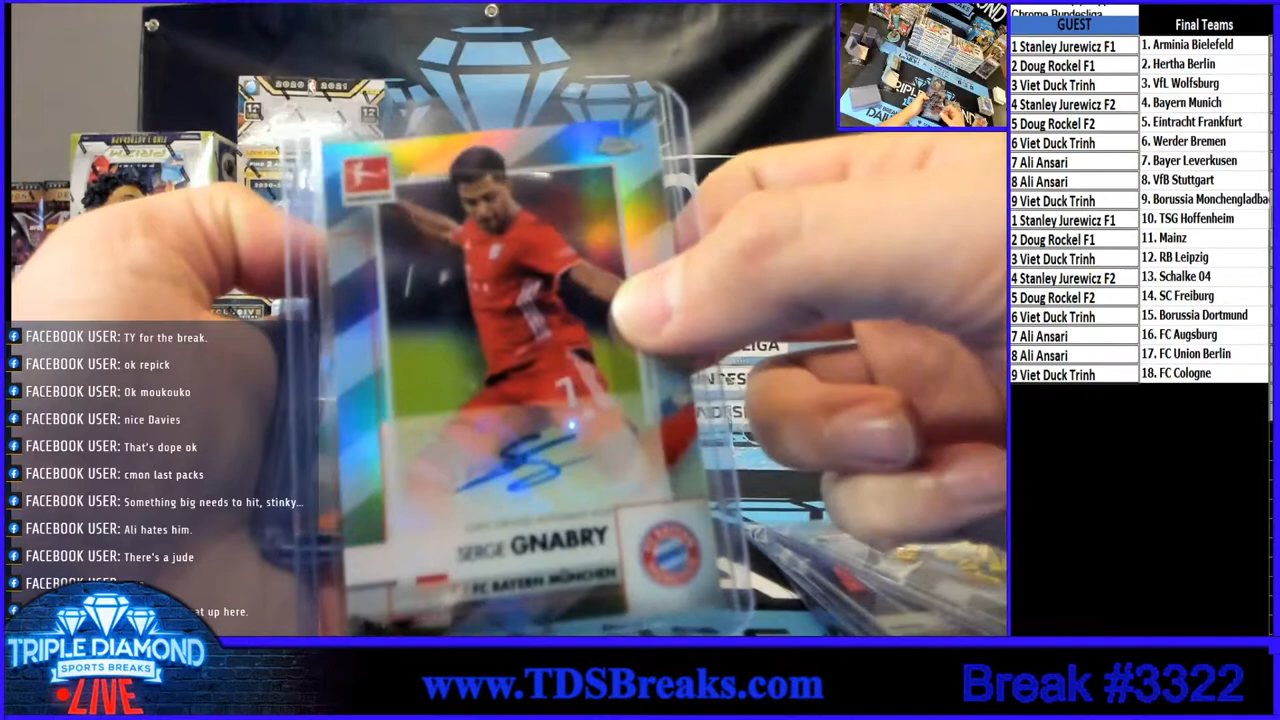 Chrome Bundesliga
GUEST
Final Teams
1 Stanley Jurewicz F1
1. Arminia Bielefeld
2 Doug Rockel F1
2. Hertha Berlin
3 Viet Duck Trinh
3. VfL Wolfsburg
4 Stanley Jurewicz F2
4. Bayern Munich
5 Doug Rockel F2
5. Eintracht Frankfurt
6 Viet Duck Trinh
6. Werder Bremen
7 Ali Ansari
7. Bayer Leverkusen
8 Ali Ansari
8. VfB Stuttgart
9 Viet Duck Trinh
9. Borussia Monchengladba
1 Stanley Jurewicz F1
10. TSG Hoffenheim
2 Doug Rockel F1
11. Mainz
3 Viet Duck Trinh
12. RB Leipzig
4 Stanley Jurewicz F2
13. Schalke 04
5 Doug Rockel F2
14. SC Freiburg
6 Viet Duck Trinh
15. Borussia Dortmund
7 Ali Ansari
16. FC Augsburg
8 Ali Ansari
17. FC Union Berlin
9 Viet Duck Trinh
18. FC Cologne
2020 2021
PRIZM
7
SERGE GNABRY
FC BAYERN MÜNCHEN
FACEBOOK USER: TY for the break.
FACEBOOK USER: ok repick
FACEBOOK USER: Ok moukouko
FACEBOOK USER: nice Davies
FACEBOOK USER: That's dope ok
FACEBOOK USER: cmon last packs
FACEBOOK USER: Something big needs to hit, stinky...
FACEBOOK USER: Ali hates him.
FACEBOOK USER: There's a jude
FACEBOOK
at up here.
TRIPLE DIAMOND
SPORTS BREAKS
LIVE
www.TDSBreaks.com
Break #3322